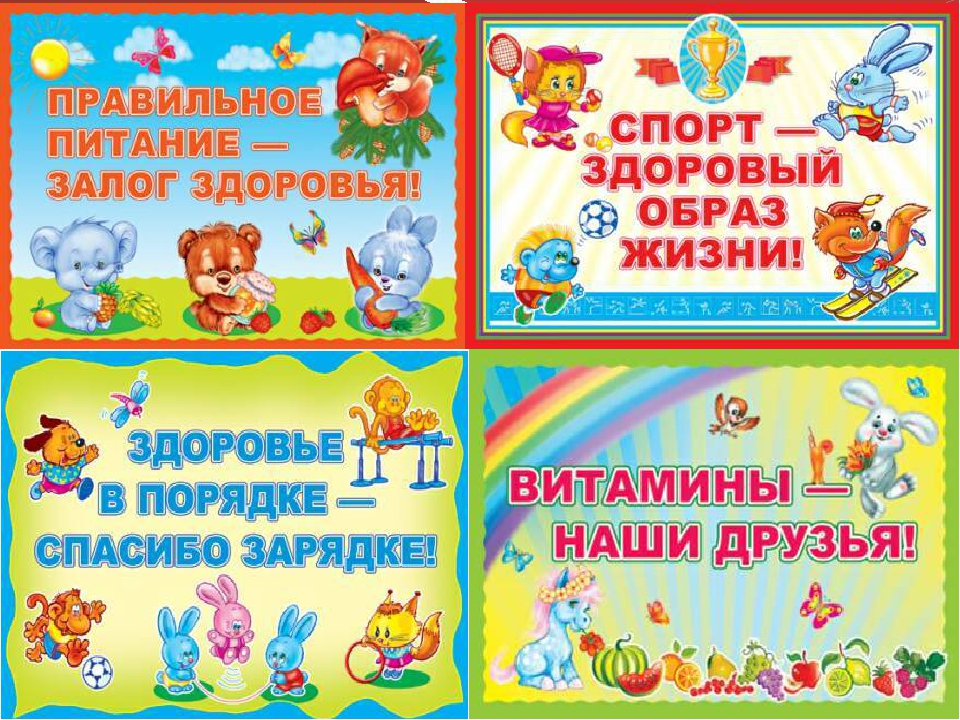 ПРАВИЛЬНОЕ
ПИТАНИЕ —
ЗАЛОГ ЗДОРОВЬЯ!
СПОРТ —
ЗДОРОВЫЙ
ОБРАЗ
ЖИЗНИ!
ЗДОРОВЬЕ
В ПОРЯДКЕ —
СПАСИБО ЗАРЯДКЕ!
ВИТАМИНЫ —
НАШИ ДРУЗЬЯ!